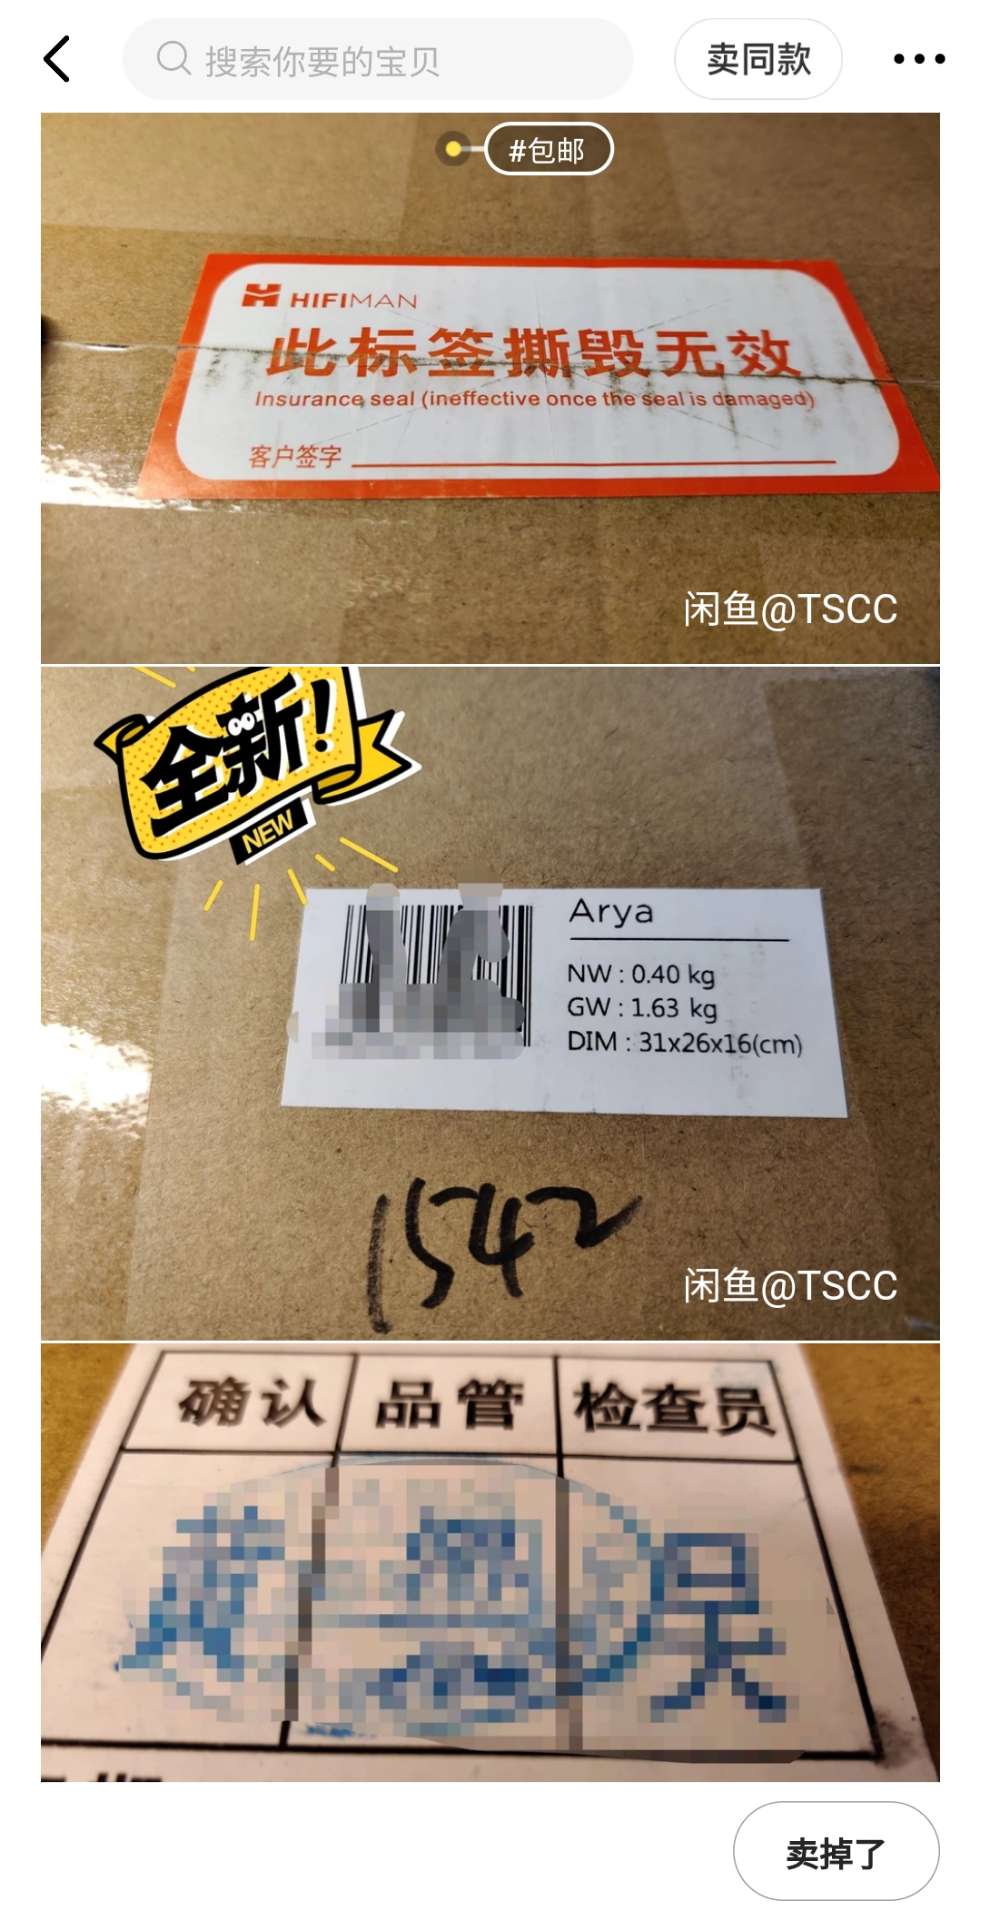 搜索你要的宝贝
卖同款
#包邮
HIFIMAN
此标签撕毁无效
Insurance seal (ineffective once the seal is damaged)
客户签字
闲鱼@TSCC
全新!
NEW
Arya
NW : 0.40 kg
GW : 1.63 kg
DIM : 31x26x16(cm)
1542
闲鱼@TSCC
确认 品管 检查员
卖掉了